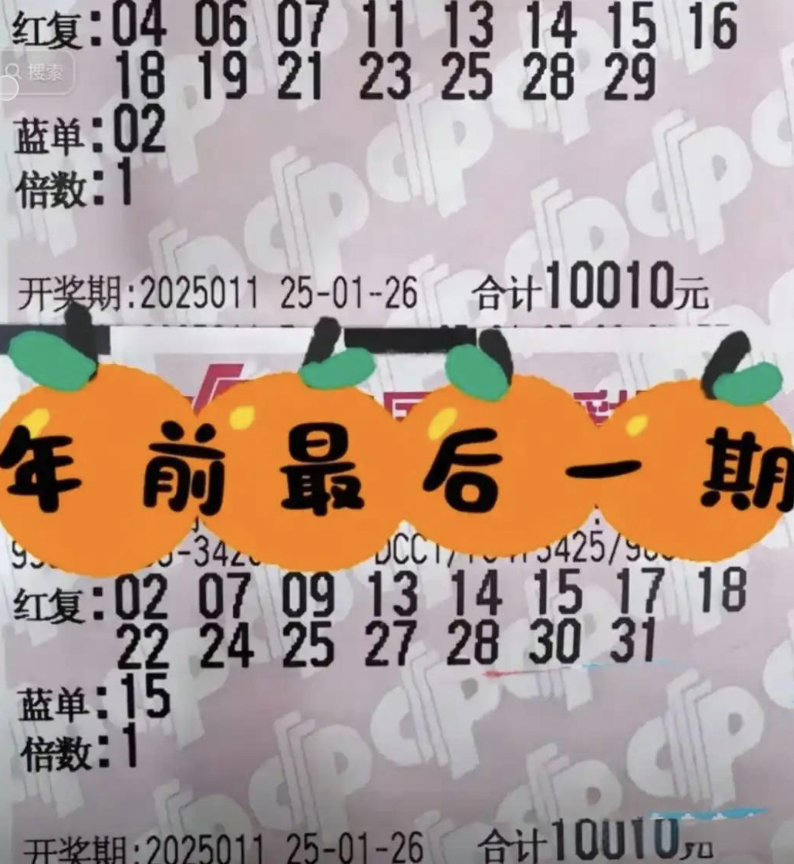 红复:04 06 07 11 13 14 15 16
18 19 21 23 25 28 29
搜索
蓝单:02
倍数:1
开奖期:2025011 25-01-26 合计10010元
年前最后一期
红复:02 07 09 13 14 15 17 18
22 24 25 27 28 30 31
蓝单:15
倍数:1
开奖期:2025011 25-01-26 合计10010元